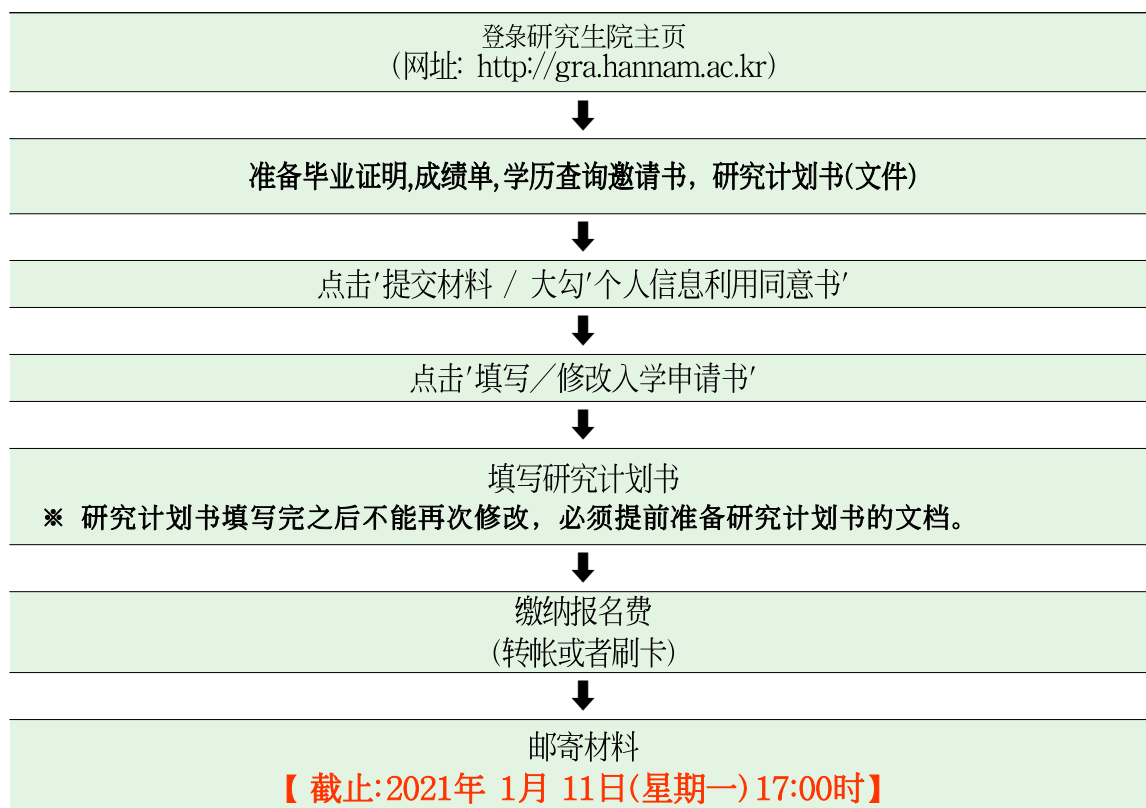 登彔研究生院主页
(网址: http://gra.hannam.ac.kr)
准备毕业证明,成绩单,学历查询邀请书，研究计划书(文件)
点击'提交材料 / 大勾'个人信息利用同意书'
点击'填写／修改入学申请书'
填写研究计划书
※ 研究计划书填写完之后不能再次修改，必须提前准备研究计划书的文档。
缴纳报名费
(转帐或者刷卡)
邮寄材料
【 截止:2021年 1月 11日(星期一) 17:00时】